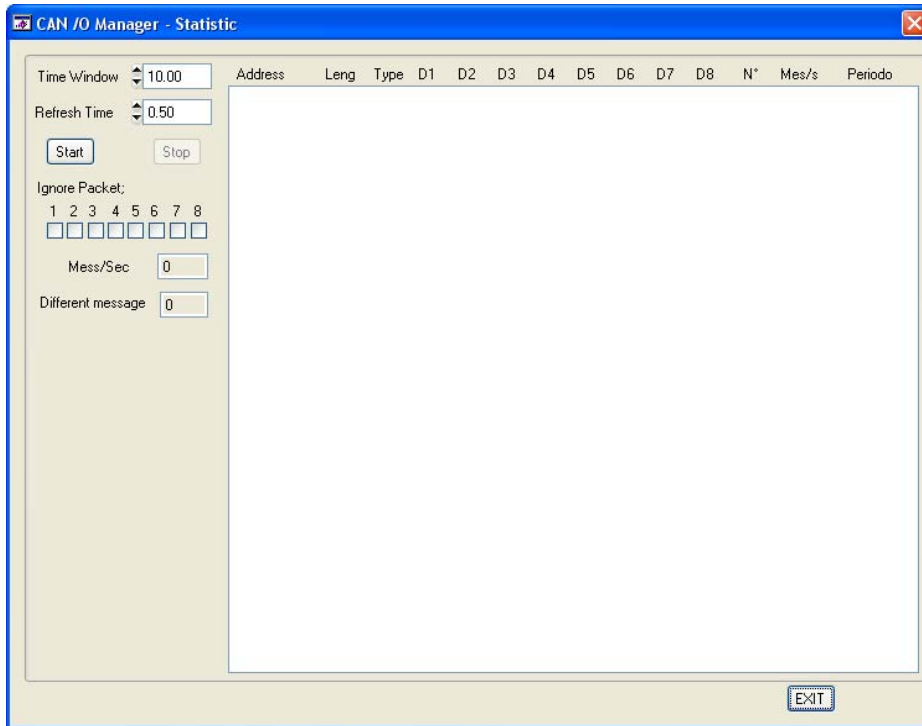 CAN /O Manager - Statistic
Time Window 10.00
Refresh Time 0.50
Start Stop
Ignore Packet;
1 2 3 4 5 6 7 8
Mess/Sec 0
Different message 0
Address Leng Type D1 D2 D3 D4 D5 D6 D7 D8 N° Mes/s Periodo
EXIT